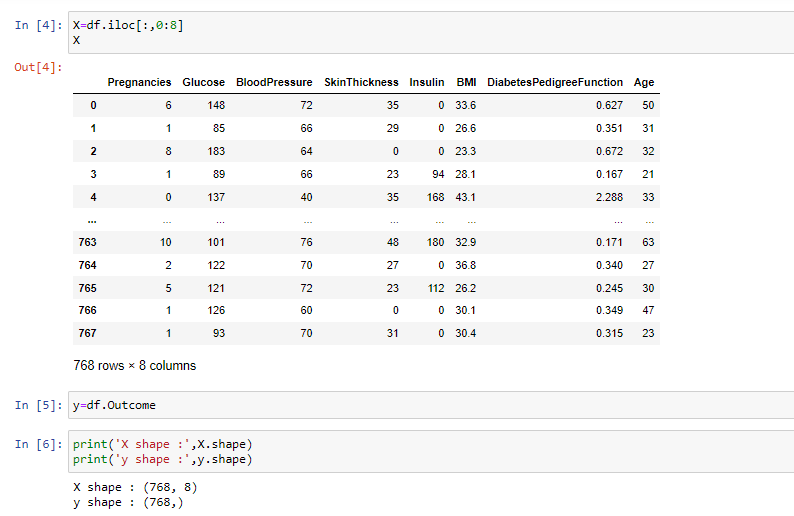 In [4]: X=df.iloc[:,0:8]
X
Out[4]:
Pregnancies Glucose BloodPressure SkinThickness Insulin BMI DiabetesPedigreeFunction Age
0 6 148 72 35 0 33.6 0.627 50
1 1 85 66 29 0 26.6 0.351 31
2 8 183 64 0 0 23.3 0.672 32
3 1 89 66 23 94 28.1 0.167 21
4 0 137 40 35 168 43.1 2.288 33
... ... ... ... ... ... ... ... ...
763 10 101 76 48 180 32.9 0.171 63
764 2 122 70 27 0 36.8 0.340 27
765 5 121 72 23 112 26.2 0.245 30
766 1 126 60 0 0 30.1 0.349 47
767 1 93 70 31 0 30.4 0.315 23
768 rows × 8 columns
In [5]: y=df.Outcome
In [6]: print('X shape :',X.shape)
print('y shape :',y.shape)
X shape : (768, 8)
y shape : (768,)